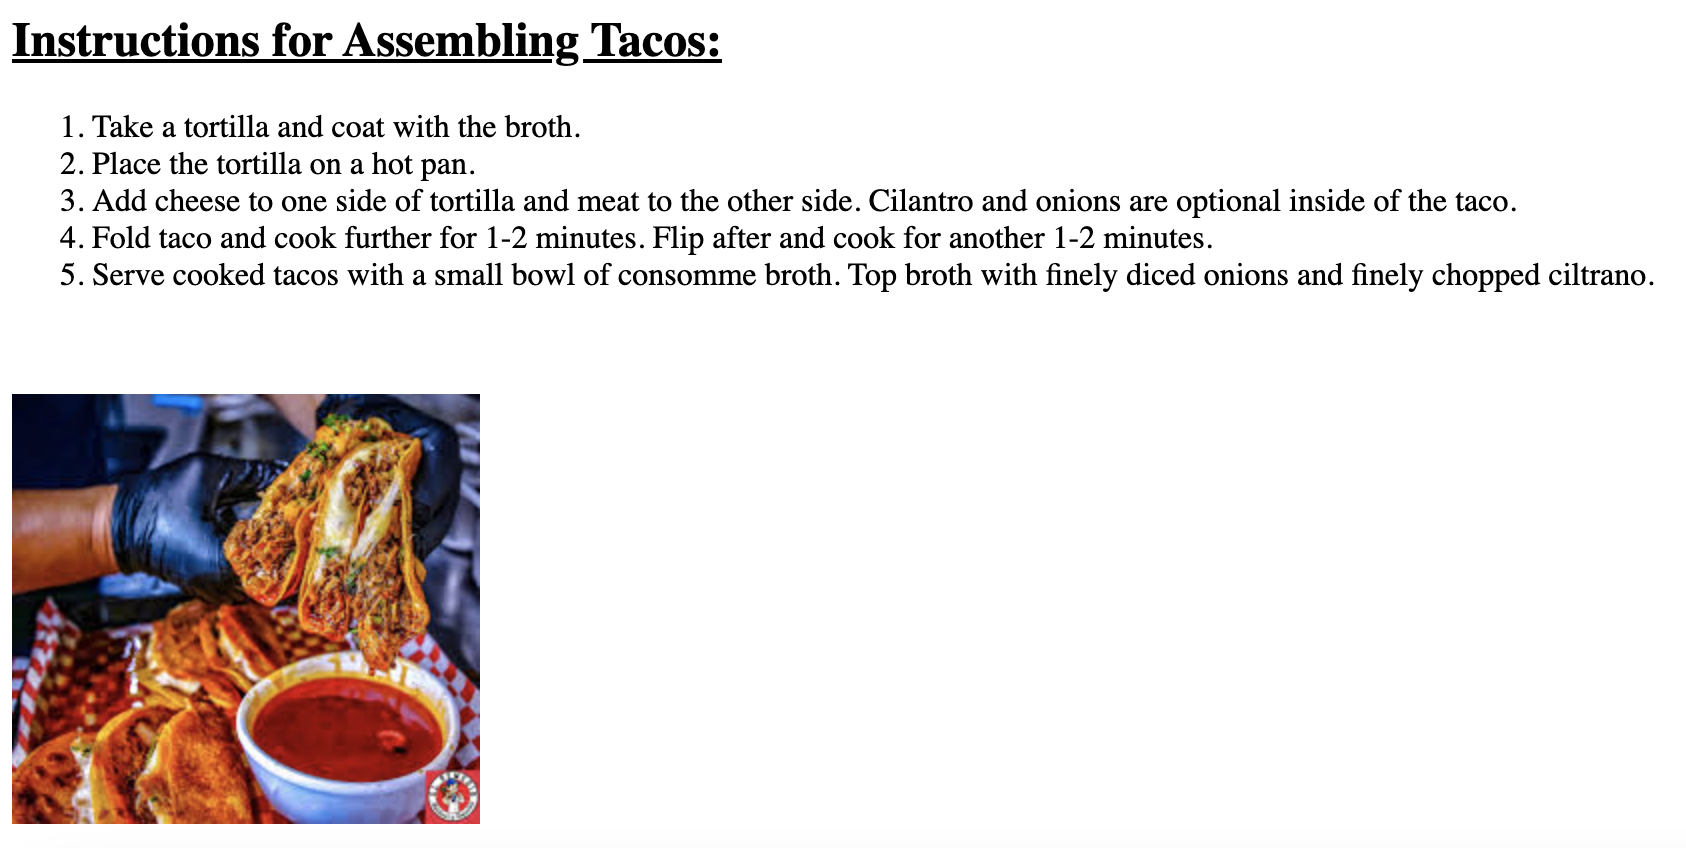 Instructions for Assembling Tacos:
1. Take a tortilla and coat with the broth.
2. Place the tortilla on a hot pan.
3. Add cheese to one side of tortilla and meat to the other side. Cilantro and onions are optional inside of the taco.
4. Fold taco and cook further for 1-2 minutes. Flip after and cook for another 1-2 minutes.
5. Serve cooked tacos with a small bowl of consomme broth. Top broth with finely diced onions and finely chopped ciltrano.